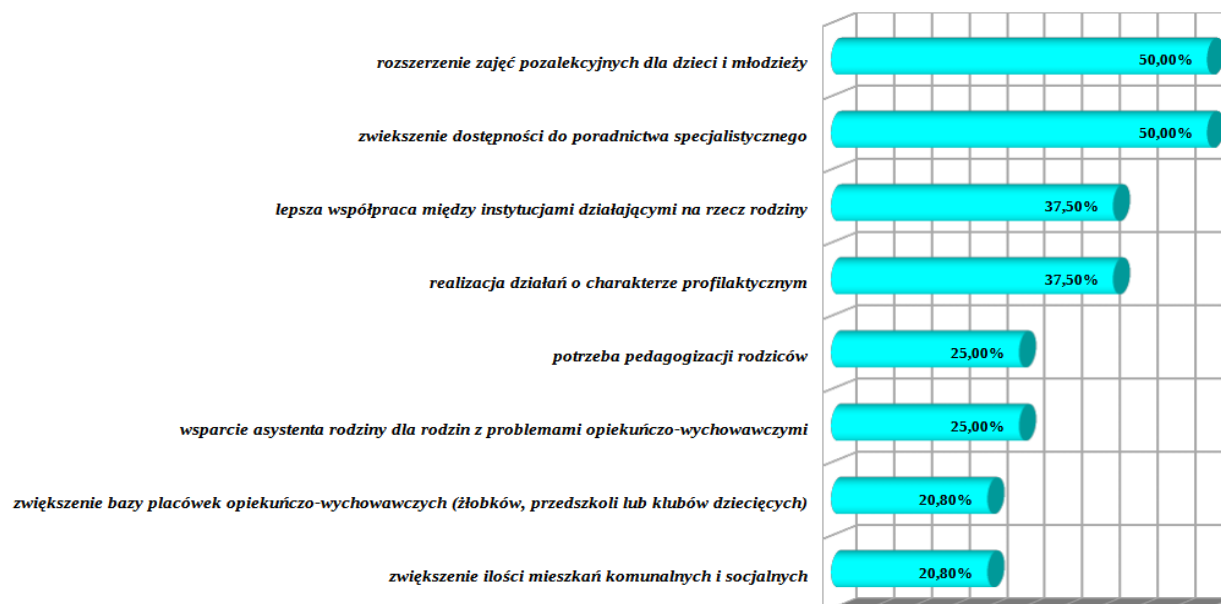 rozszerzenie zajęć pozalekcyjnych dla dzieci i młodzieży 50,00%
zwiekszenie dostępności do poradnictwa specjalistycznego 50,00%
lepsza współpraca między instytucjami działającymi na rzecz rodziny 37,50%
realizacja działań o charakterze profilaktycznym 37,50%
potrzeba pedagogizacji rodziców 25,00%
wsparcie asystenta rodziny dla rodzin z problemami opiekuńczo-wychowawczymi 25,00%
zwiększenie bazy placówek opiekuńczo-wychowawczych (żłobków, przedszkoli lub klubów dziecięcych) 20,80%
zwiększenie ilości mieszkań komunalnych i socjalnych 20,80%